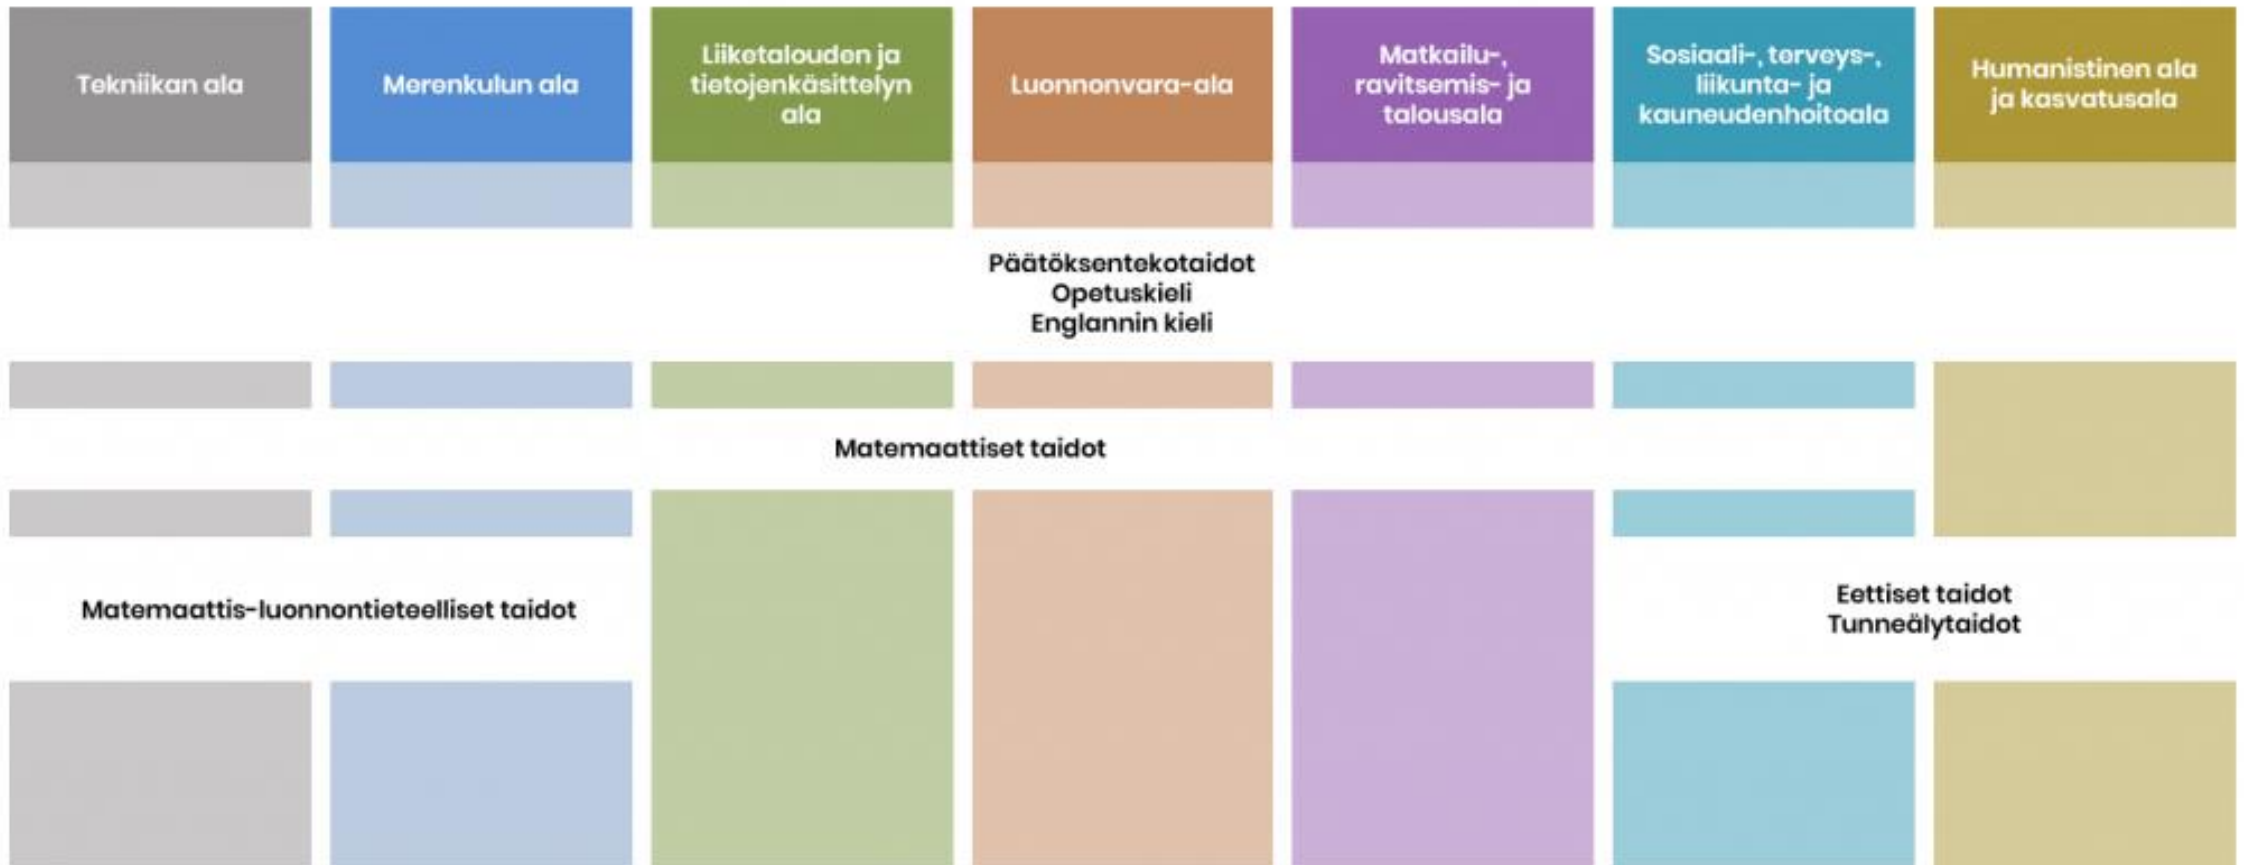 Tekniikan ala
Merenkulun ala
Liiketalouden ja
tietojenkäsittelyn
ala
Luonnonvara-ala
Matkailu-,
ravitsemis- ja
talousala
Sosiaali-, terveys-,
liikunta- ja
kauneudenhoitoala
Humanistinen ala
ja kasvatusala
Päätöksentekotaidot
Opetuskieli
Englannin kieli
Matemaattiset taidot
Matemaattis-luonnontieteelliset taidot
Eettiset taidot
Tunneälytaidot